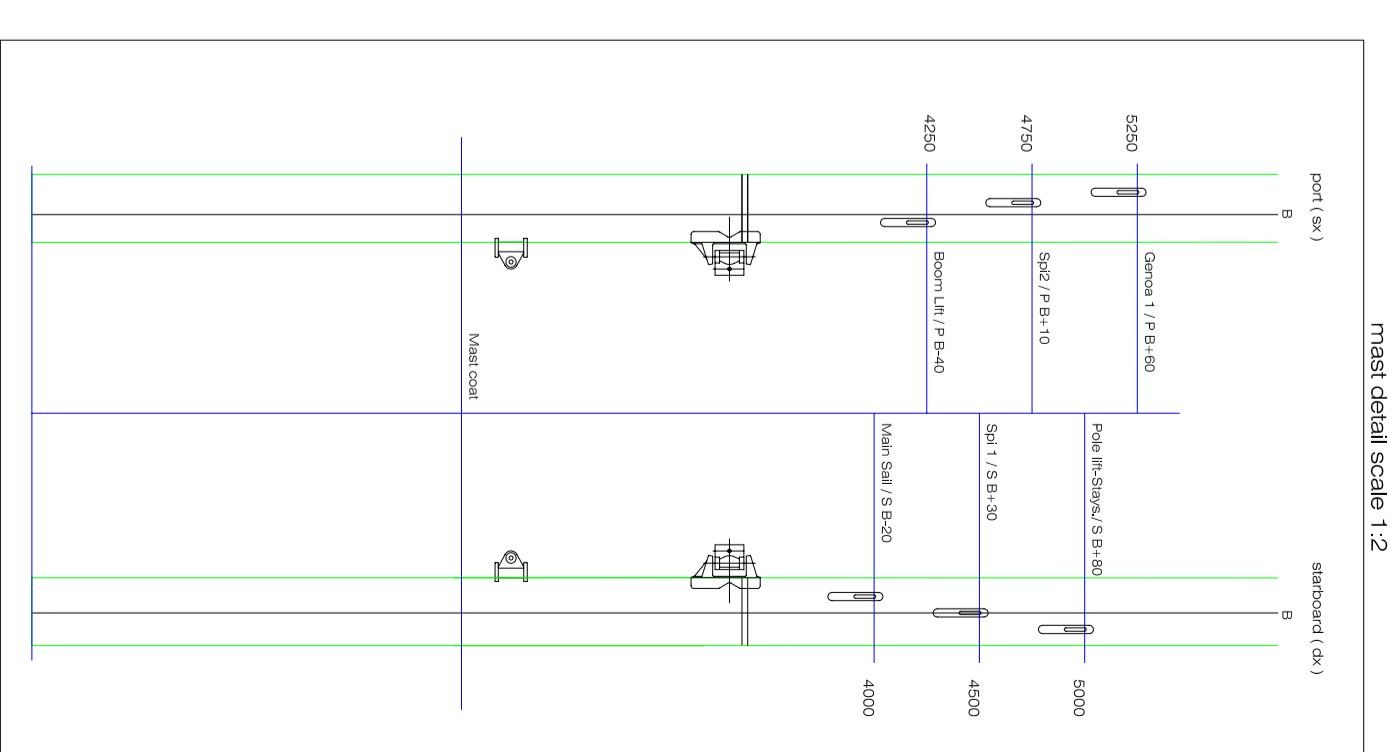 mast detail scale 1:2
port ( sx )
B
starboard ( dx )
B
5250
Genoa 1 / P B+60
Pole lift-Stays./ S B+80
5000
4750
Spi2 / P B+10
Spi 1 / S B+30
4500
4250
Boom LIft / P B-40
Main Sail / S B-20
4000
Mast coat